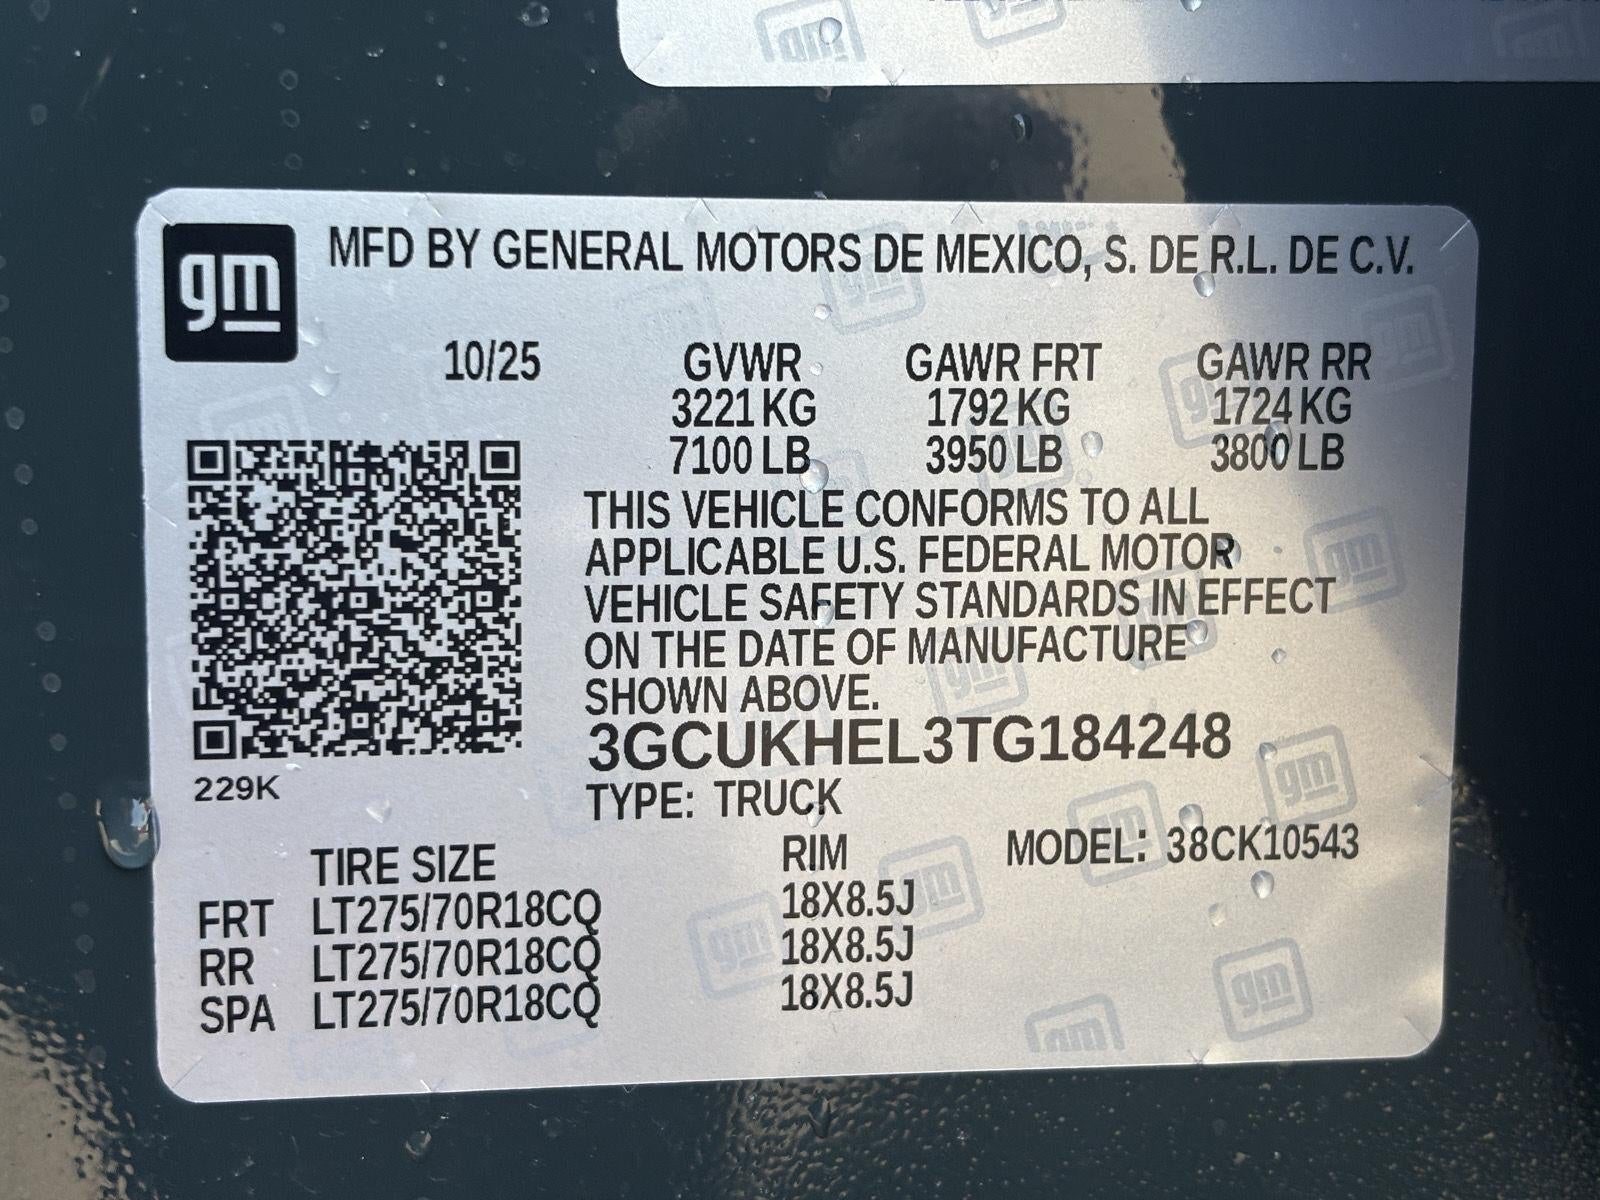 gm MFD BY GENERAL MOTORS DE MEXICO, S. DE R.L. DE C.V.
10/25 GVWR GAWR FRT GAWR RR
3221 KG 1792 KG 1724 KG
7100 LB 3950 LB 3800 LB
THIS VEHICLE CONFORMS TO ALL
APPLICABLE U.S. FEDERAL MOTOR
VEHICLE SAFETY STANDARDS IN EFFECT
ON THE DATE OF MANUFACTURE
SHOWN ABOVE.
3GCUKHEL3TG184248
229K
TYPE: TRUCK
TIRE SIZE RIM MODEL: 38CK10543
FRT LT275/70R18CQ 18X8.5J
RR LT275/70R18CQ 18X8.5J
SPA LT275/70R18CQ 18X8.5J